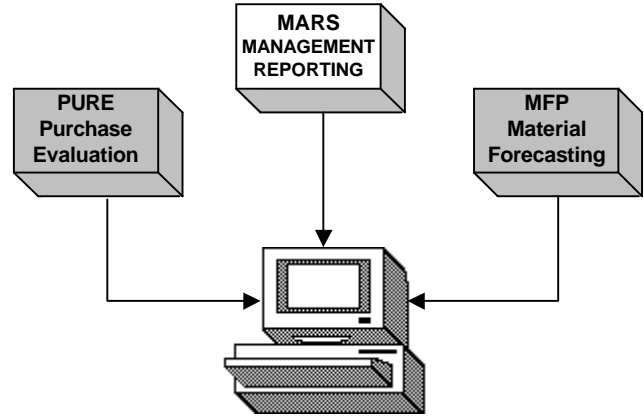 MARS
MANAGEMENT
REPORTING
PURE
Purchase
Evaluation
MFP
Material
Forecasting